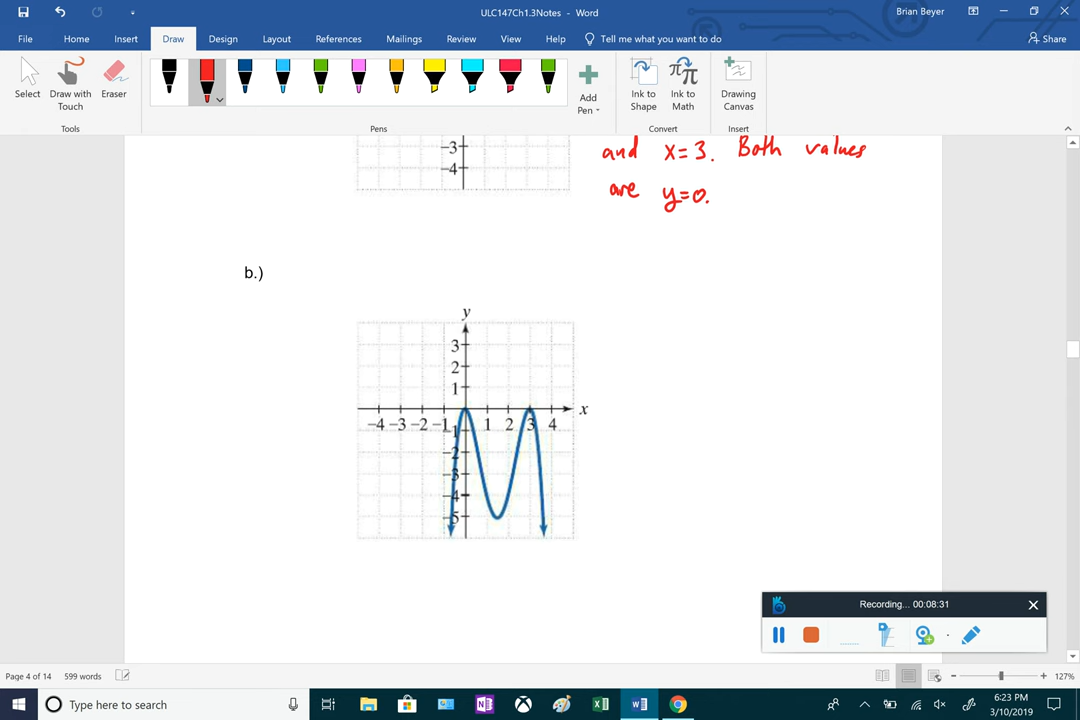 ULC147Ch1.3Notes - Word
Brian Beyer
File Home Insert Draw Design Layout References Mailings Review View Help Tell me what you want to do Share
Select Draw with Touch Eraser Add Pen Ink to Shape Ink to Math Drawing Canvas
Tools Pens Convert Insert
-3
-4
and x=3. Both values
are y=0.
b.)
y
3
2
1
x
-4 -3 -2 -1 1 2 3 4
-1
-2
-3
-4
-5
Recording... 00:08:31
Page 4 of 14 599 words
127%
Type here to search
6:23 PM
3/10/2019